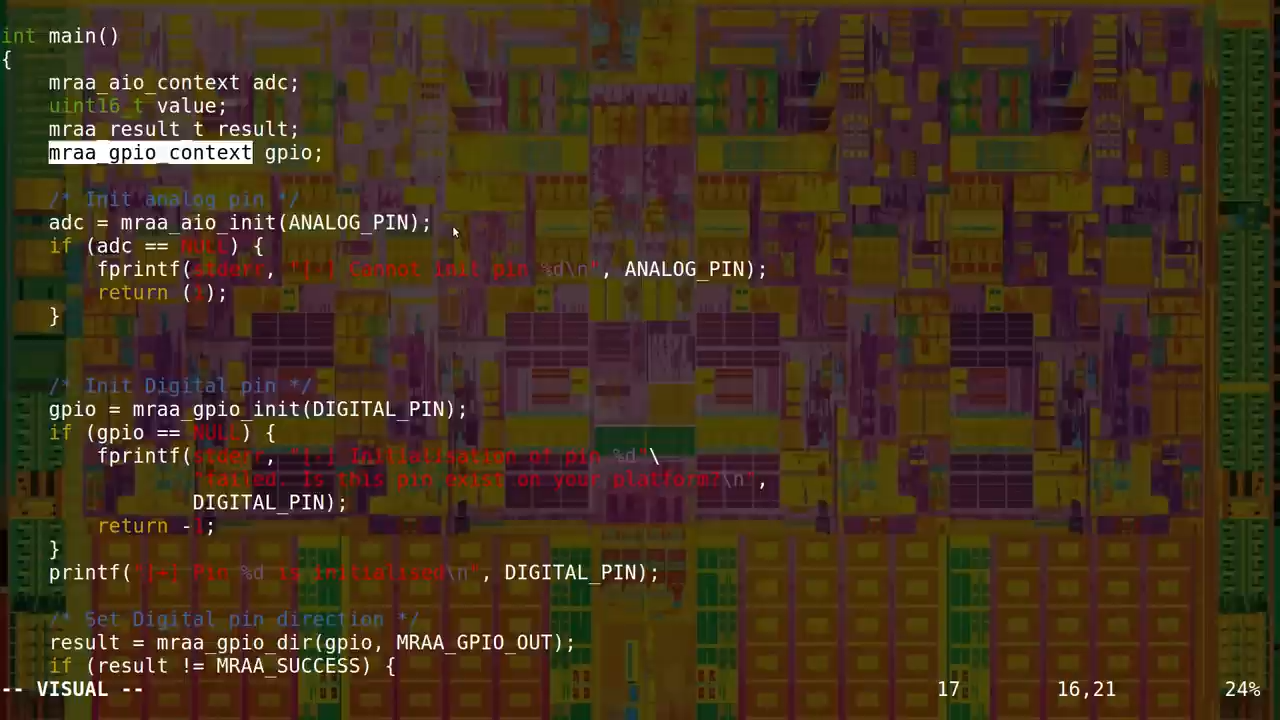 int main()
{
    mraa_aio_context adc;
    uint16_t value;
    mraa_result_t result;
    mraa_gpio_context gpio;
    /* Init analog pin */
    adc = mraa_aio_init(ANALOG_PIN);
    if (adc == NULL) {
        fprintf(stderr, "[-] Connot init pin %d\n", ANALOG_PIN);
        return (1);
    }
    /* Init Digital pin */
    gpio = mraa_gpio_init(DIGITAL_PIN);
    if (gpio == NULL) {
        fprintf(stderr, "[-] Initialisation of pin %d"\
                "failed. Is this pin exist on your platform?\n",
                DIGITAL_PIN);
        return -1;
    }
    printf("[+] Pin %d is initialised\n", DIGITAL_PIN);
    /* Set Digital pin direction */
    result = mraa_gpio_dir(gpio, MRAA_GPIO_OUT);
    if (result != MRAA_SUCCESS) {
-- VISUAL -- 17 16,21 24%